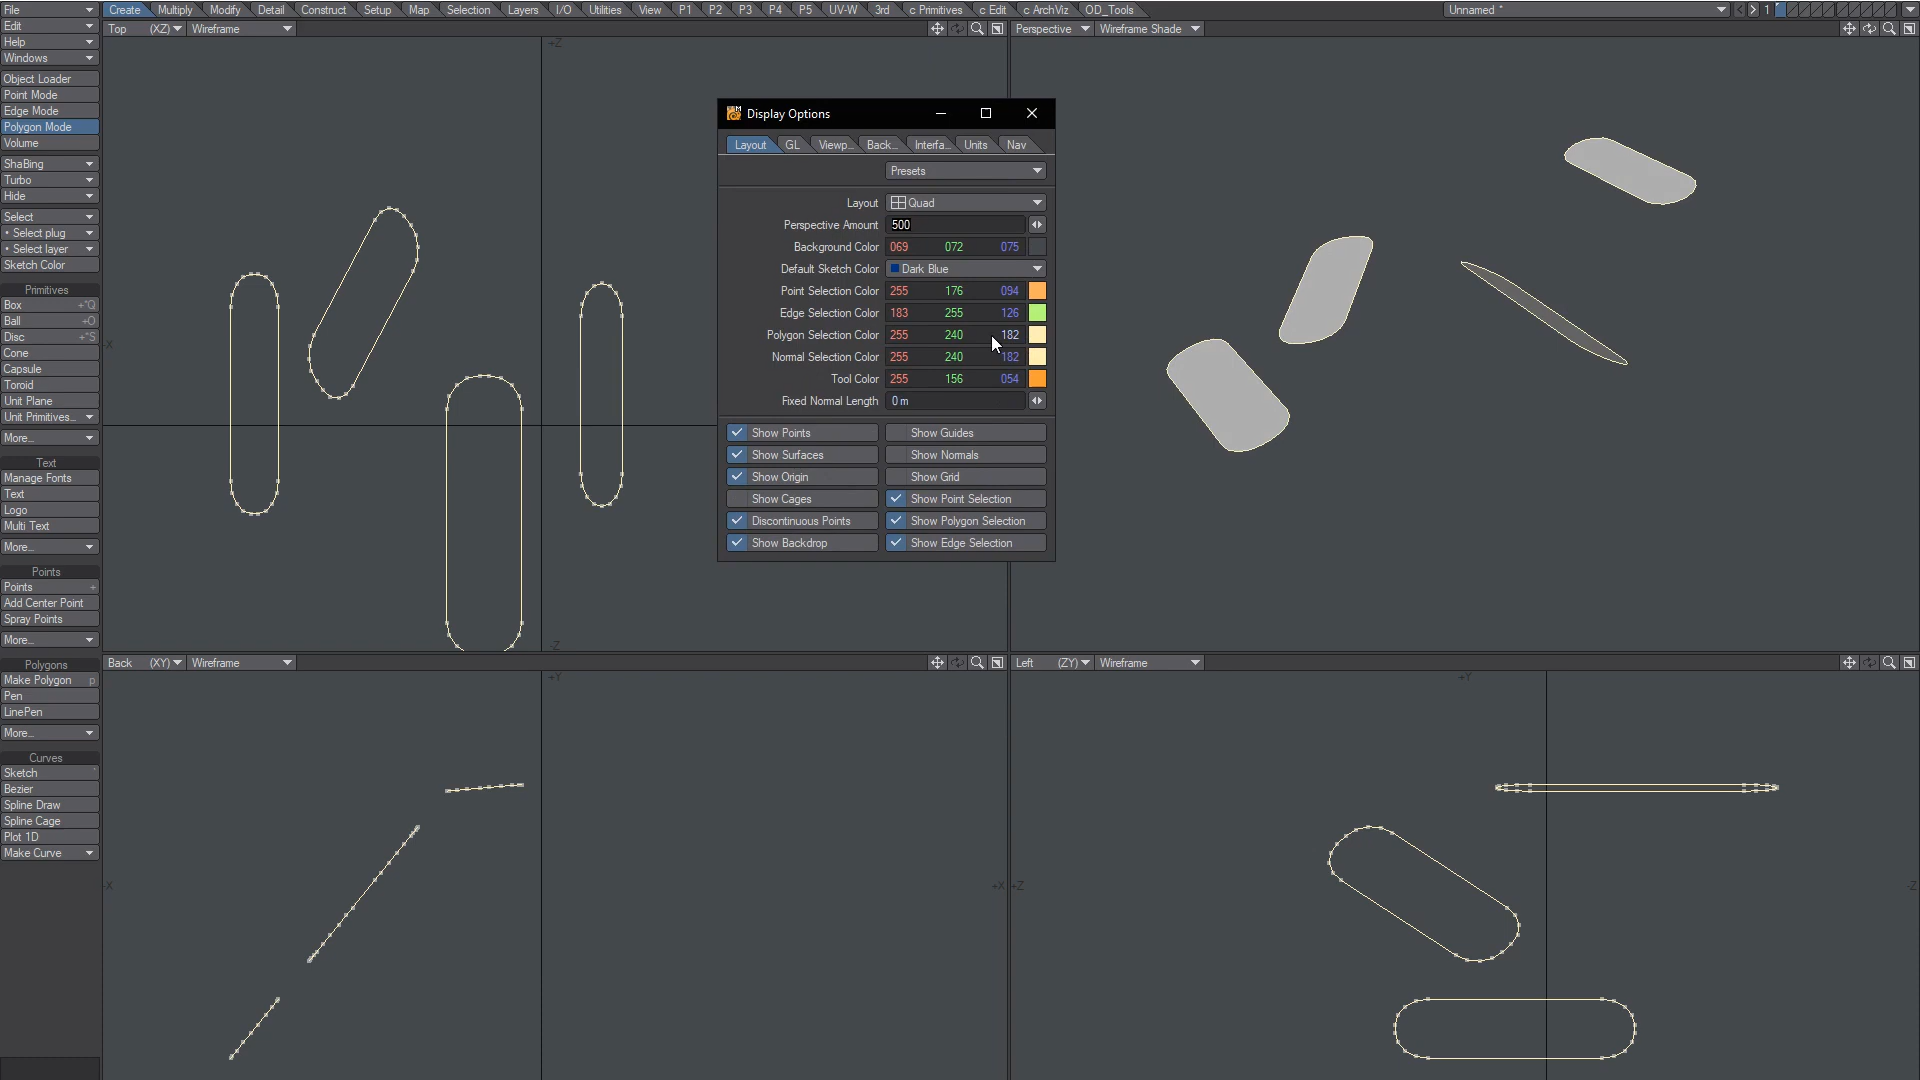 File Create Multiply Modify Detail Construct Setup Map Selection Layers I/O Utilities View P1 P2 P3 P4 P5 UV-W 3rd c Primitives c Edit c ArchViz OD_Tools Unnamed * < > 1
Edit
Help
Windows
Object Loader
Point Mode
Edge Mode
Polygon Mode
Volume
ShaBing
Turbo
Hide
Select
• Select plug
• Select layer
Sketch Color
Primitives
Box +^Q
Ball +O
Disc +^S
Cone
Capsule
Toroid
Unit Plane
Unit Primitives...
More...
Text
Manage Fonts
Text
Logo
Multi Text
More...
Points
Points +
Add Center Point
Spray Points
More...
Polygons
Make Polygon p
Pen
LinePen
More...
Curves
Sketch '
Bezier
Spline Draw
Spline Cage
Plot 1D
Make Curve
Top (XZ) Wireframe
+Z
-X
-Z
Perspective Wireframe Shade
Display Options
Layout GL Viewp... Back... Interfa... Units Nav
Presets
Layout Quad
Perspective Amount 500
Background Color 069 072 075
Default Sketch Color Dark Blue
Point Selection Color 255 176 094
Edge Selection Color 183 255 126
Polygon Selection Color 255 240 182
Normal Selection Color 255 240 182
Tool Color 255 156 054
Fixed Normal Length 0 m
Show Points Show Guides
Show Surfaces Show Normals
Show Origin Show Grid
Show Cages Show Point Selection
Discontinuous Points Show Polygon Selection
Show Backdrop Show Edge Selection
Back (XY) Wireframe
+Y
-X +X
Left (ZY) Wireframe
+Y
+Z -Z